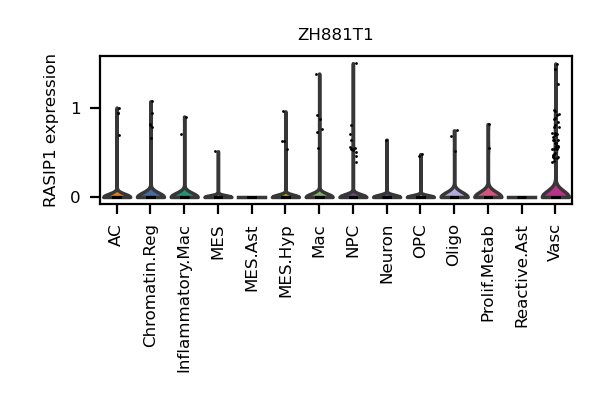 ZH881T1
RASIP1 expression
1
0
AC
Chromatin.Reg
Inflammatory.Mac
MES
MES.Ast
MES.Hyp
Mac
NPC
Neuron
OPC
Oligo
Prolif.Metab
Reactive.Ast
Vasc